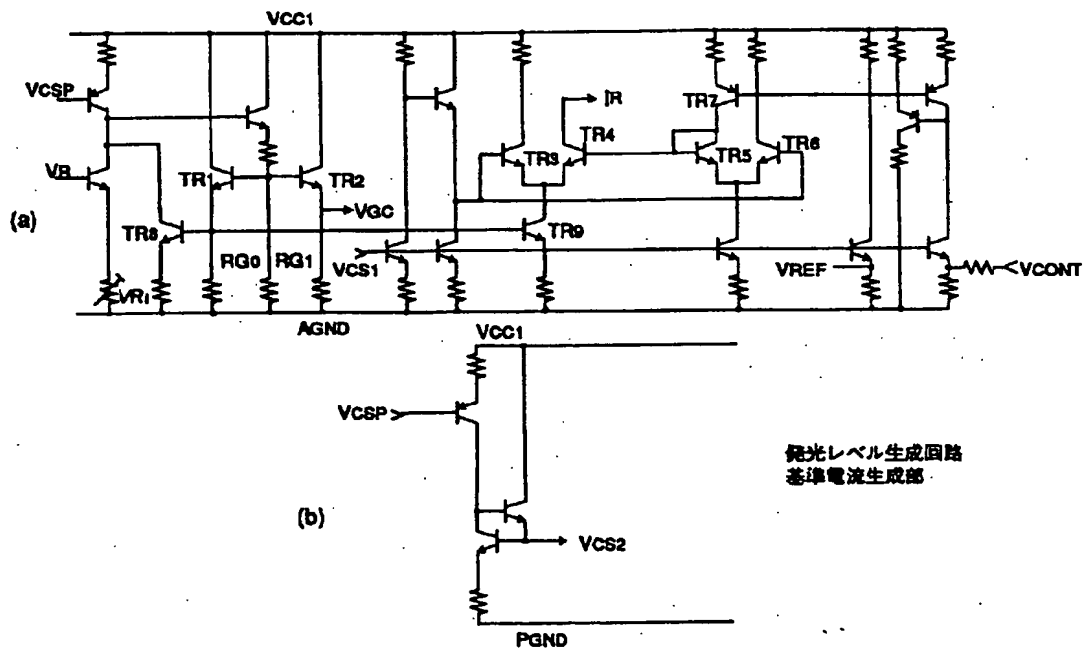 VCC1
VCSP
IR
TR7
TR4
TR3
TR5
TR6
VB
TR1
TR2
(a)
VGC
TR8
TR9
RG0
RG1
VCS1
VREF
VCONT
VR1
AGND
VCC1
VCSP
発光レベル生成回路
基準電流生成部
(b)
VCS2
PGND